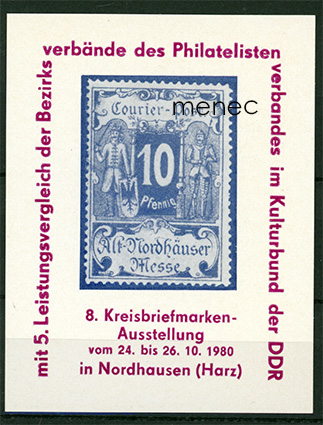 mit 5. Leistungsvergleich der Bezirks
verbände des Philatelisten
verbandes im Kulturbund der DDR
Courier-
menec
10
Pfennig
Alt-Nordhäuser
Messe
8. Kreisbriefmarken-
Ausstellung
vom 24. bis 26. 10. 1980
in Nordhausen (Harz)